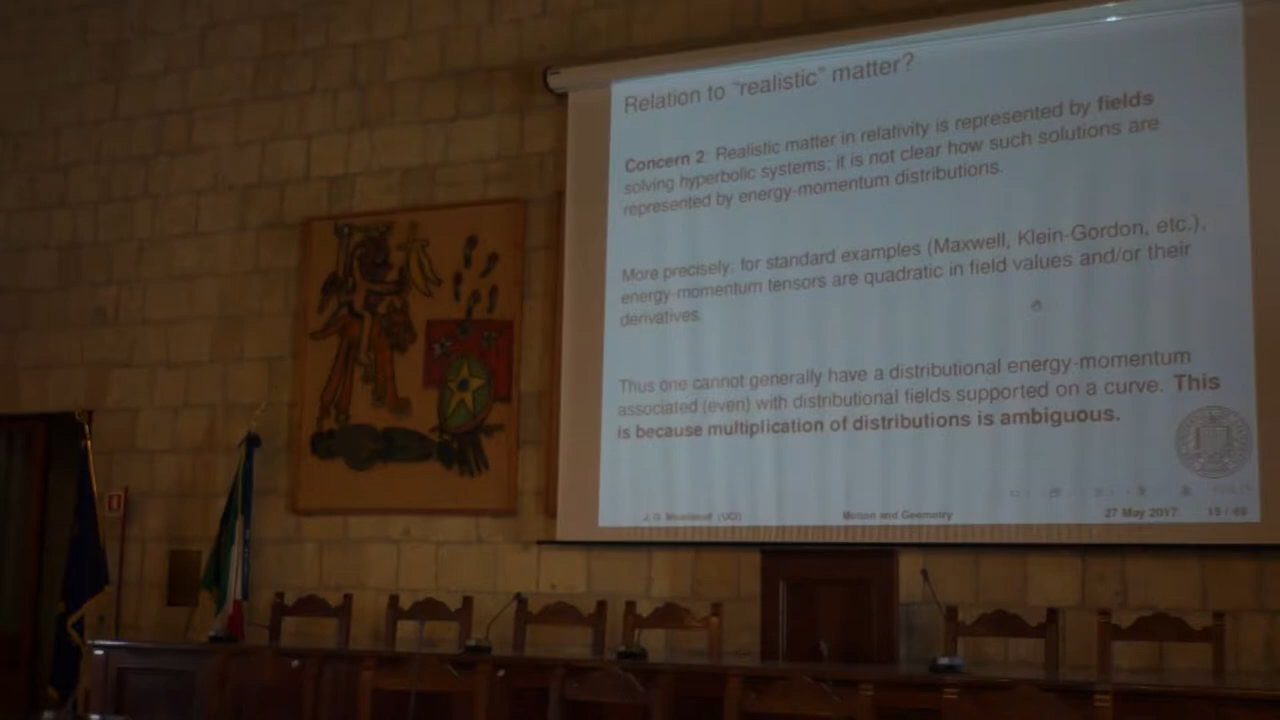 Relation to "realistic" matter?
Concern 2: Realistic matter in relativity is represented by fields
solving hyperbolic systems; it is not clear how such solutions are
represented by energy-momentum distributions.
More precisely: for standard examples (Maxwell, Klein-Gordon, etc.),
energy-momentum tensors are quadratic in field values and/or their
derivatives.
Thus one cannot generally have a distributional energy-momentum
associated (even) with distributional fields supported on a curve. This
is because multiplication of distributions is ambiguous.
(UCI) Motion and Geometry 27 May 2017 15 /